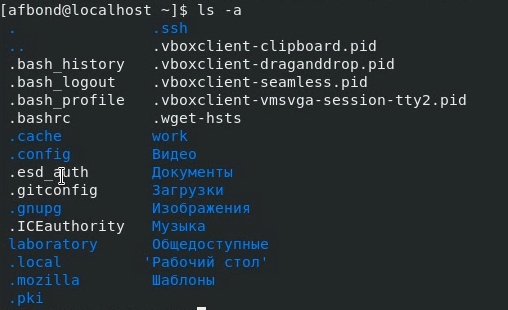 [afbond@localhost ~]$ ls -a
. .ssh
.. .vboxclient-clipboard.pid
.bash_history .vboxclient-draganddrop.pid
.bash_logout .vboxclient-seamless.pid
.bash_profile .vboxclient-vmsvga-session-tty2.pid
.bashrc .wget-hsts
.cache work
.config Видео
.esd_auth Документы
.gitconfig Загрузки
.gnupg Изображения
.ICEauthority Музыка
laboratory Общедоступные
.local 'Рабочий стол'
.mozilla Шаблоны
.pki